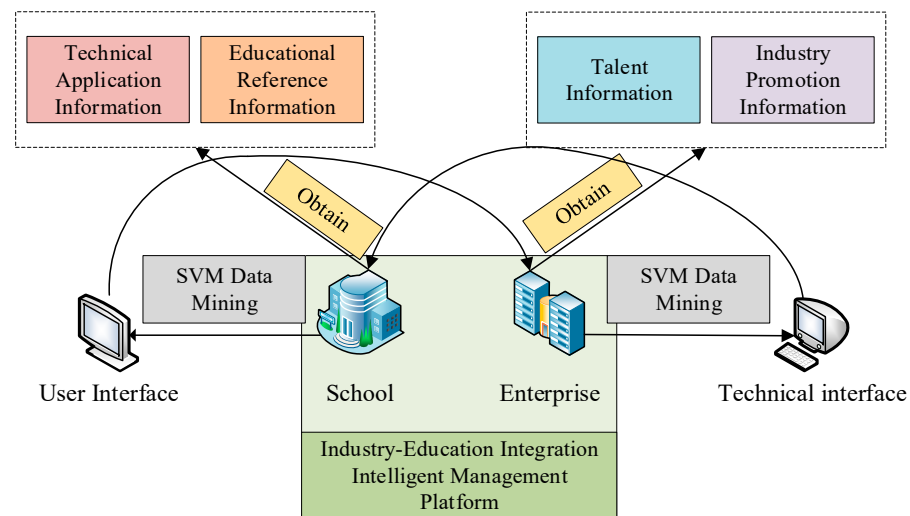 Technical
Application
Information
Educational
Reference
Information
Talent
Information
Industry
Promotion
Information
Obtain
Obtain
SVM Data
Mining
SVM Data
Mining
User Interface
School
Enterprise
Technical interface
Industry-Education Integration
Intelligent Management
Platform